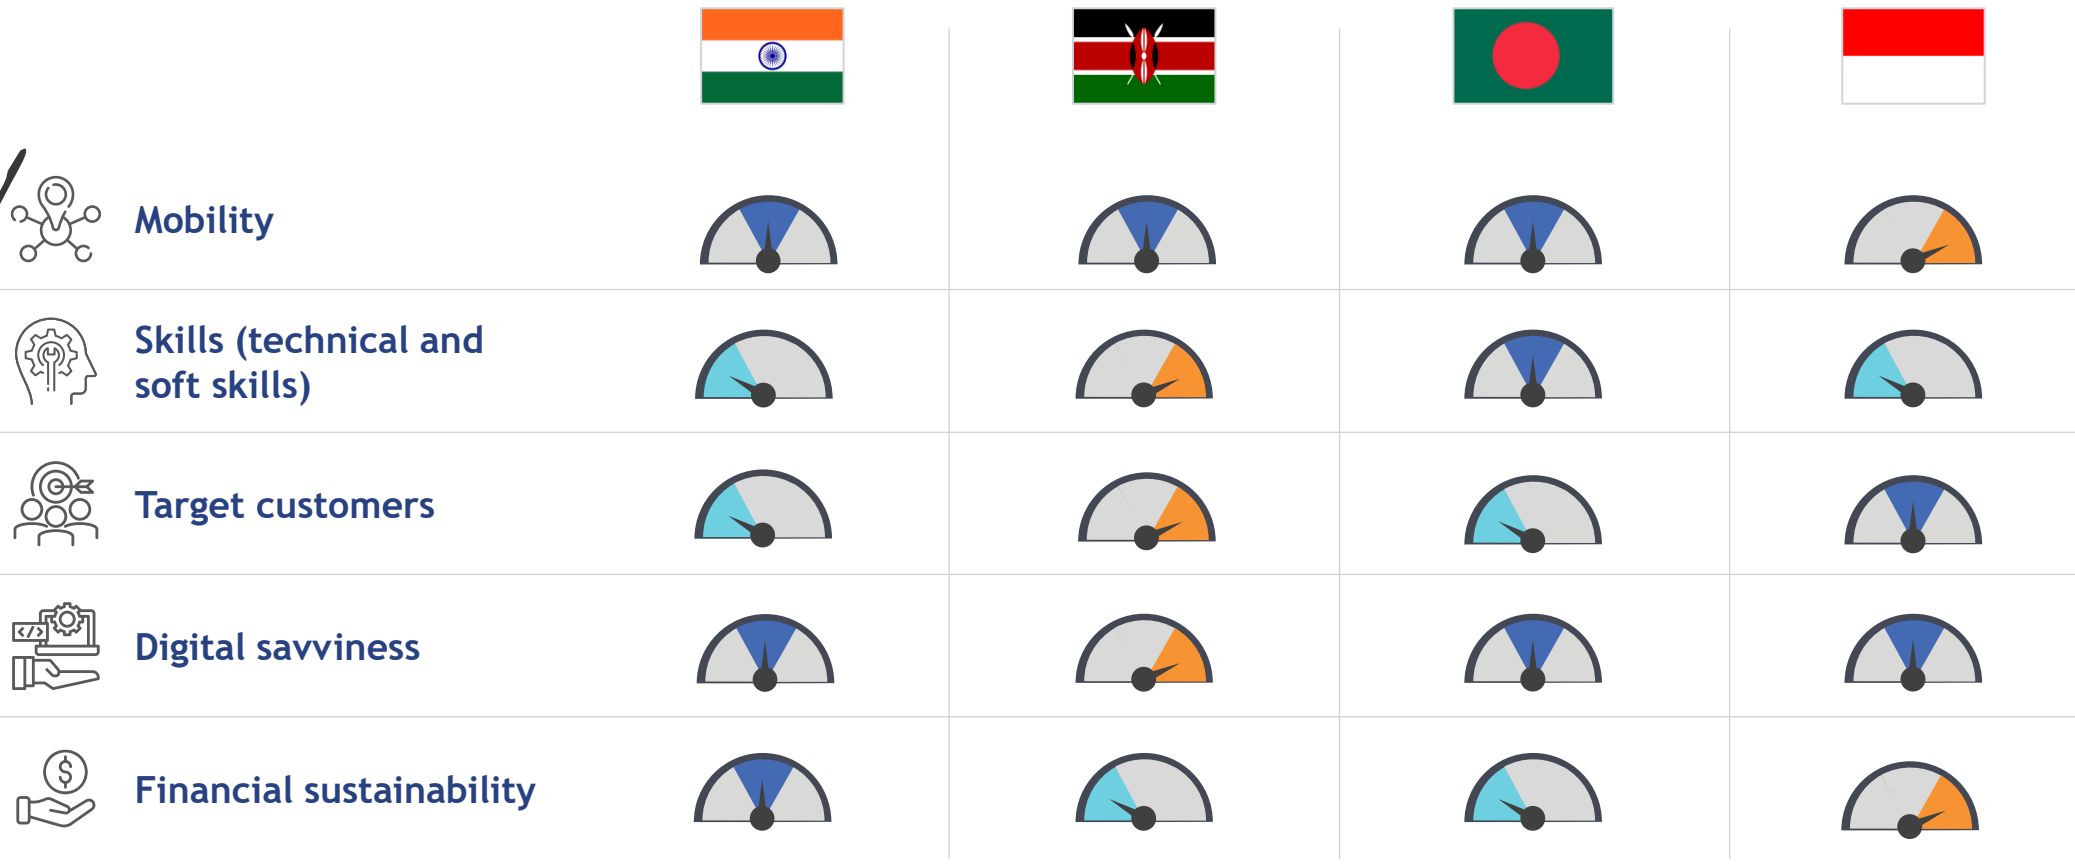 Mobility
Skills (technical and
soft skills)
Target customers
</>
Digital savviness
$
Financial sustainability